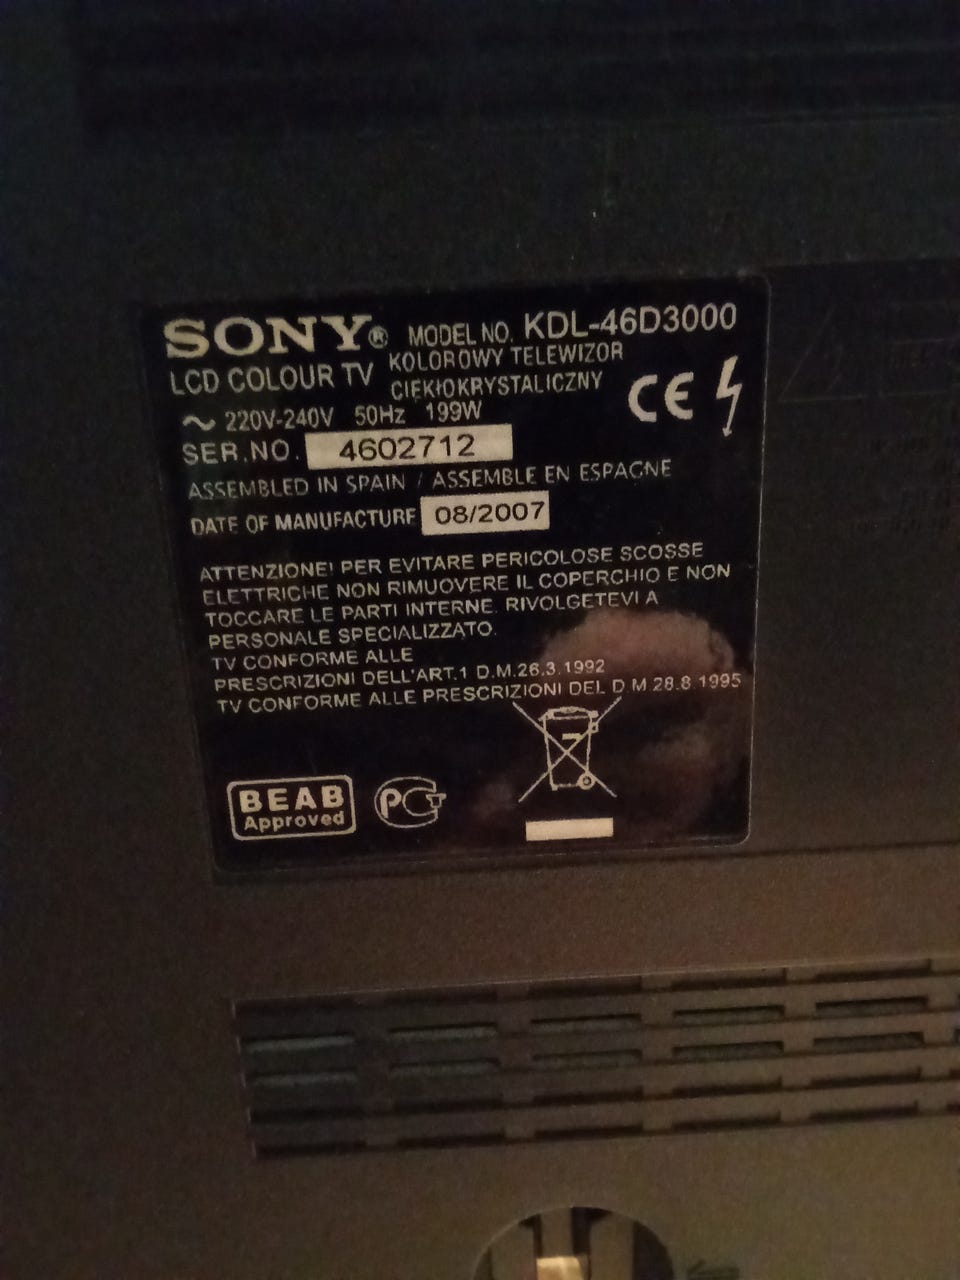 SONY® MODEL NO. KDL-46D3000
LCD COLOUR TV KOLOROWY TELEWIZOR
CIEKŁOKRYSTALICZNY
~ 220V-240V 50Hz 199W
CE
SER.NO. 4602712
ASSEMBLED IN SPAIN / ASSEMBLE EN ESPAGNE
DATE OF MANUFACTURE 08/2007
ATTENZIONE! PER EVITARE PERICOLOSE SCOSSE
ELETTRICHE NON RIMUOVERE IL COPERCHIO E NON
TOCCARE LE PARTI INTERNE. RIVOLGETEVI A
PERSONALE SPECIALIZZATO.
TV CONFORME ALLE
PRESCRIZIONI DELL'ART.1 D.M.26.3.1992
TV CONFORME ALLE PRESCRIZIONI DEL D.M.28.8.1995
BEAB
Approved
PCT